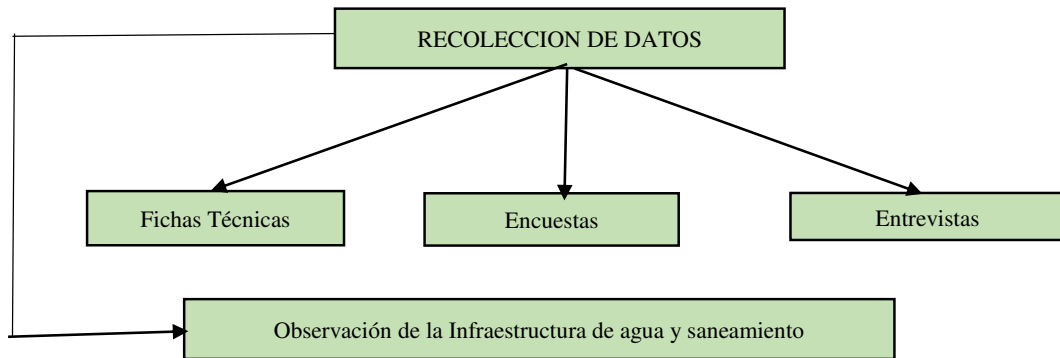 RECOLECCION DE DATOS
Fichas Técnicas
Encuestas
Entrevistas
Observación de la Infraestructura de agua y saneamiento